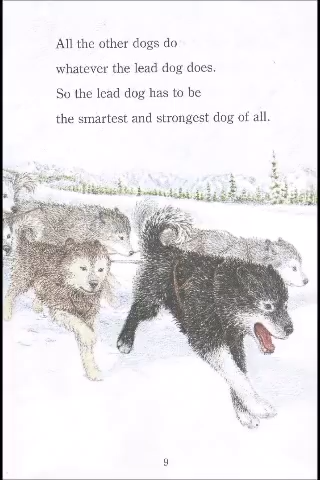 All the other dogs do
whatever the lead dog does.
So the lead dog has to be
the smartest and strongest dog of all.
9